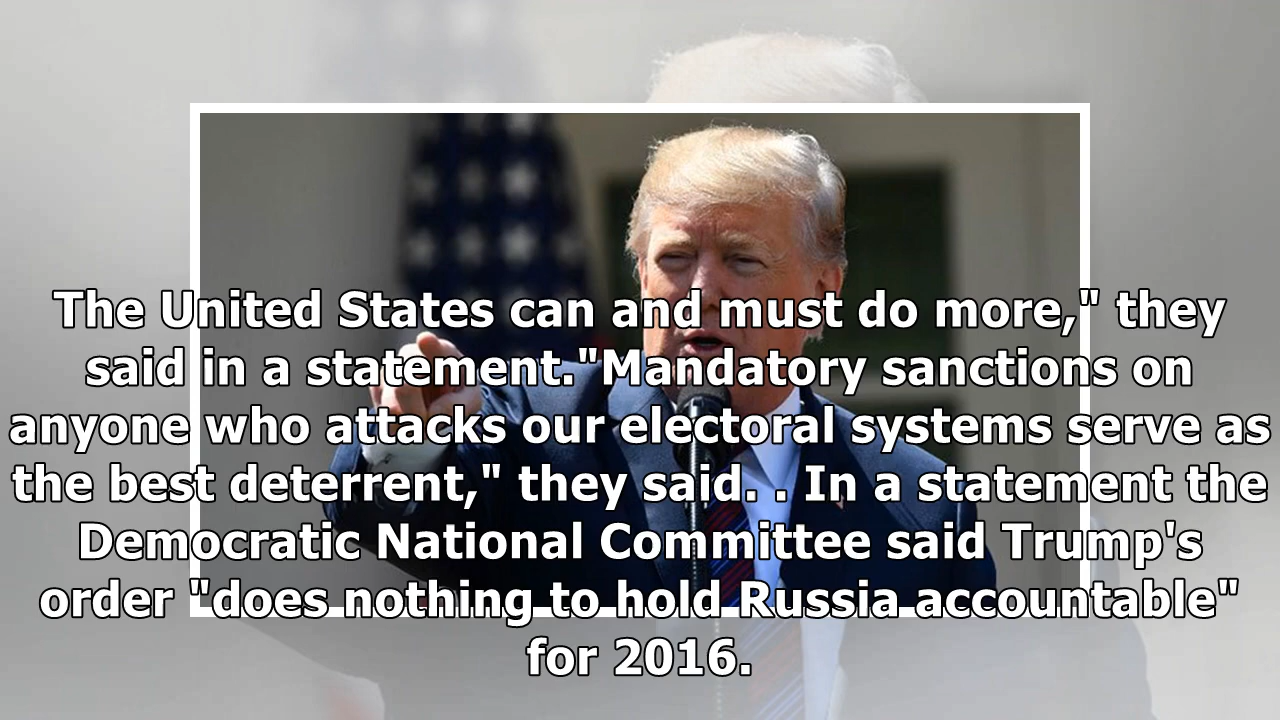 The United States can and must do more," they
said in a statement."Mandatory sanctions on
anyone who attacks our electoral systems serve as
the best deterrent," they said. . In a statement the
Democratic National Committee said Trump's
order "does nothing to hold Russia accountable"
for 2016.